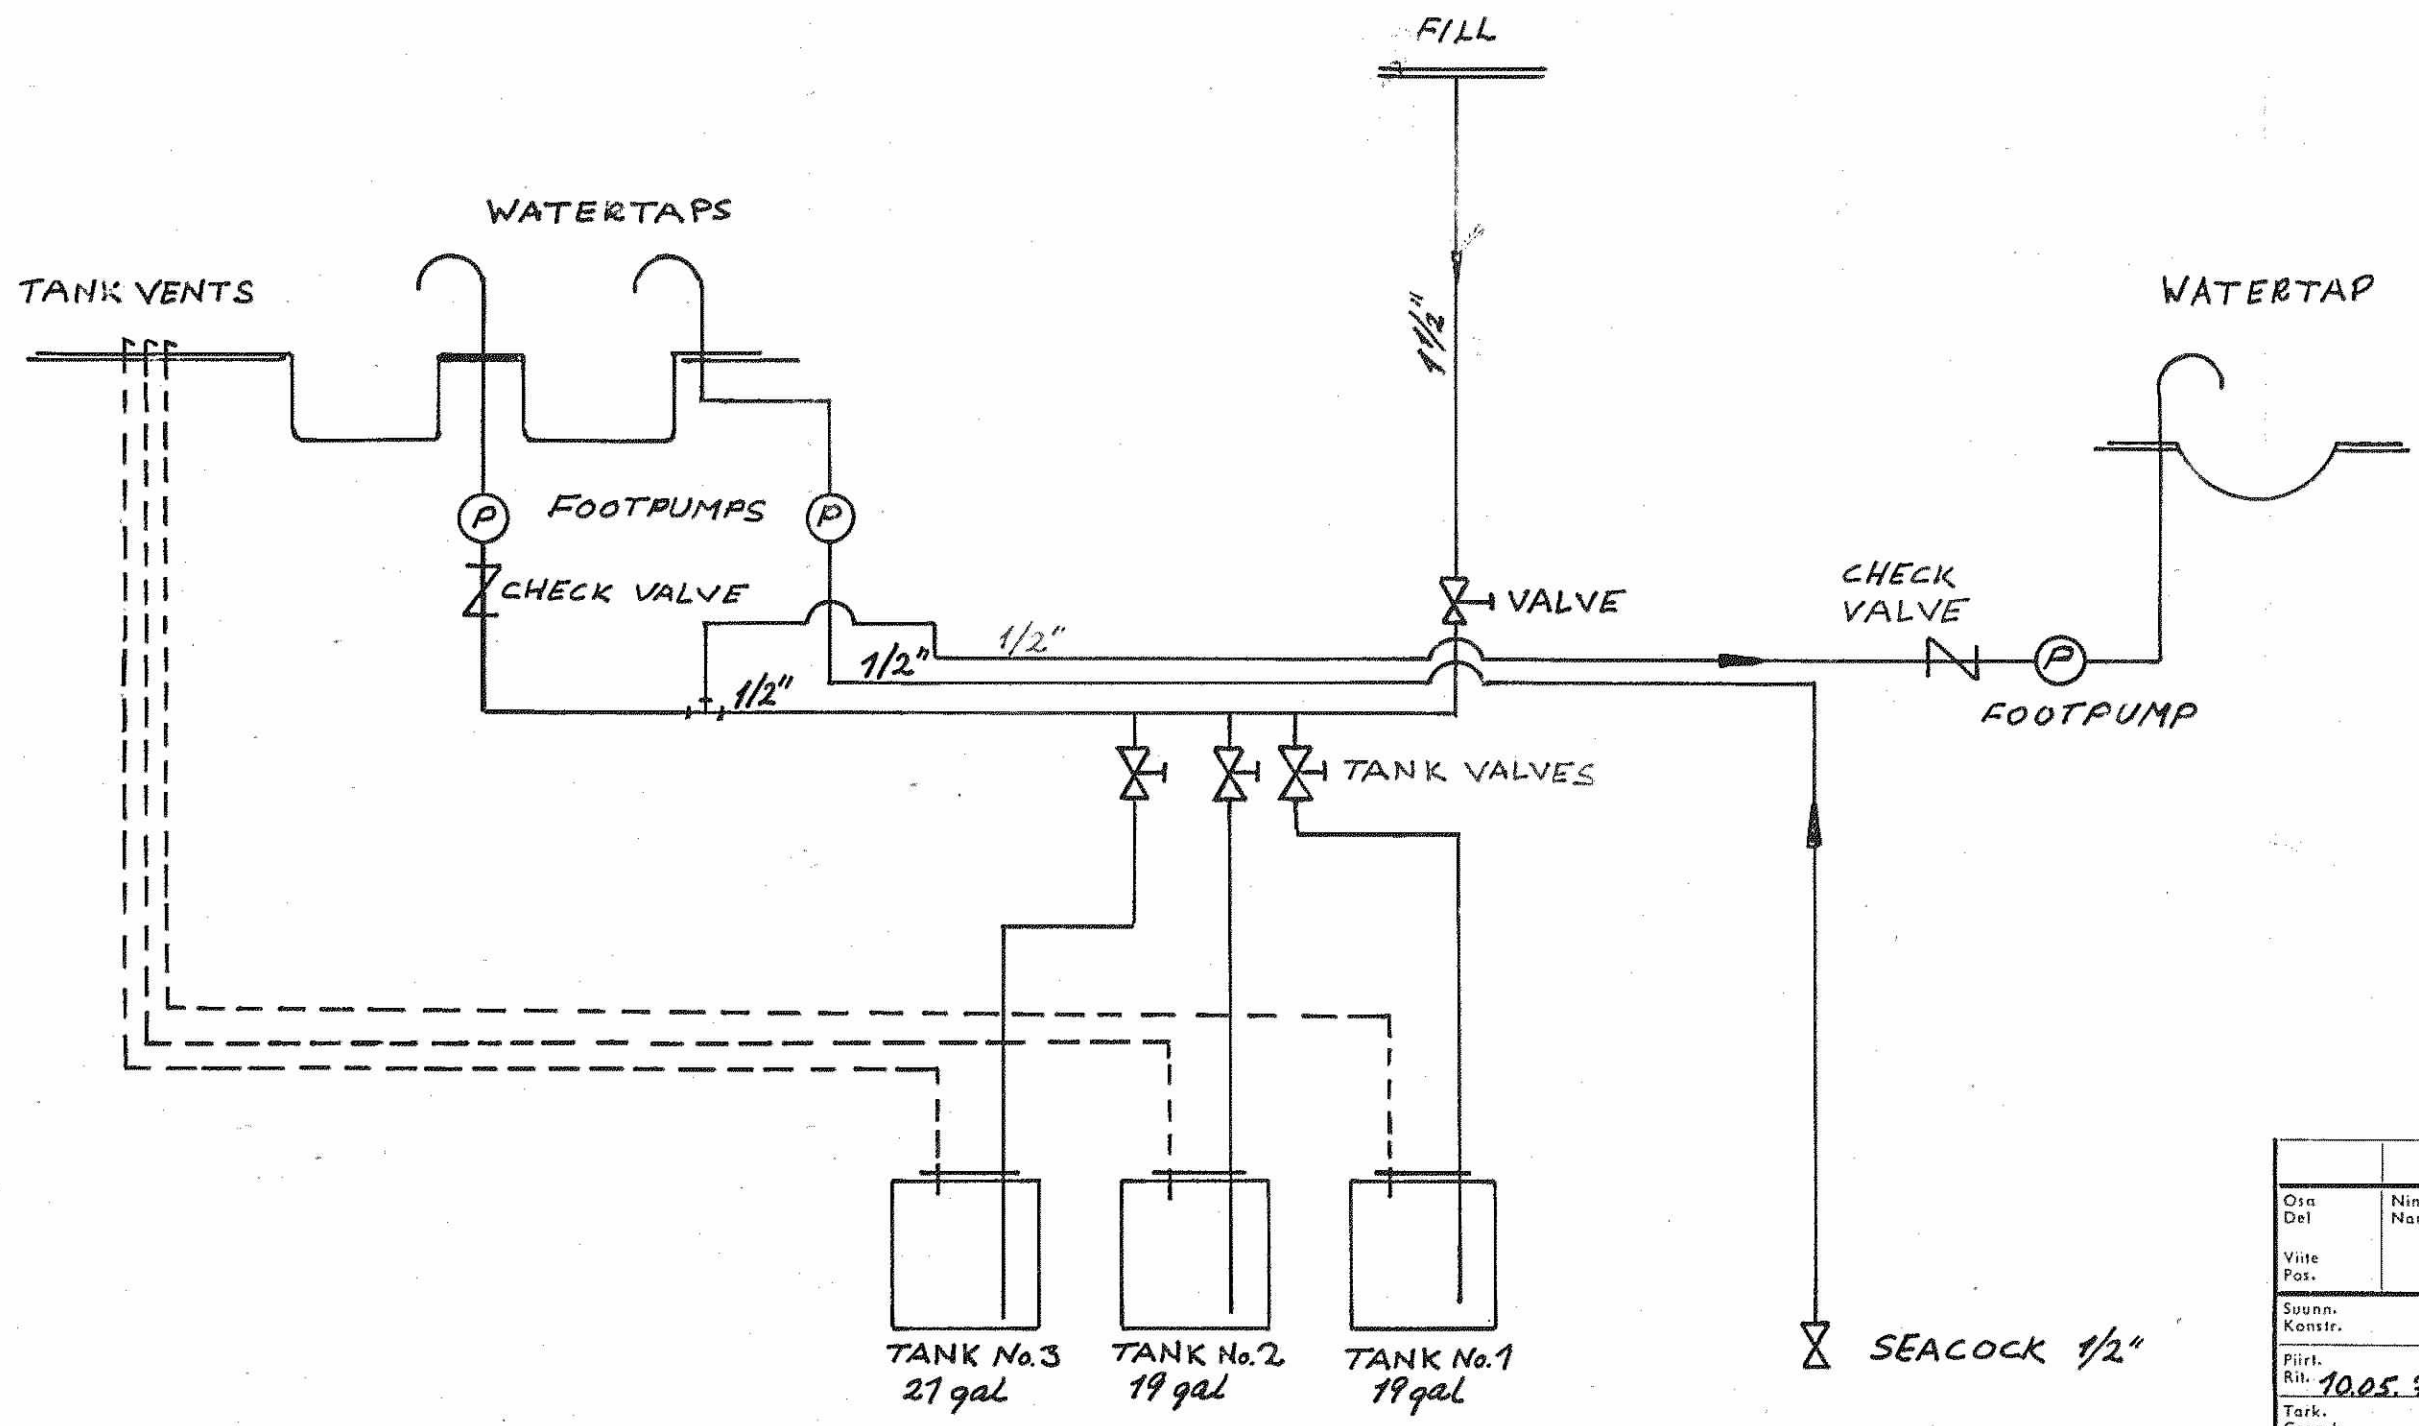 FILL
WATERTAPS
TANK VENTS
WATERTAP
1 1/2"
P
FOOTPUMPS
P
CHECK VALVE
VALVE
CHECK
VALVE
1/2"
1/2"
1/2"
P
FOOTPUMP
TANK VALVES
TANK No.3
21 gal
TANK No.2
19 gal
TANK No.1
19 gal
SEACOCK 1/2"
Osa
Del
Viite
Pos.
Suunn.
Konstr.
Piirt.
Rit. 10.05.
Tark.